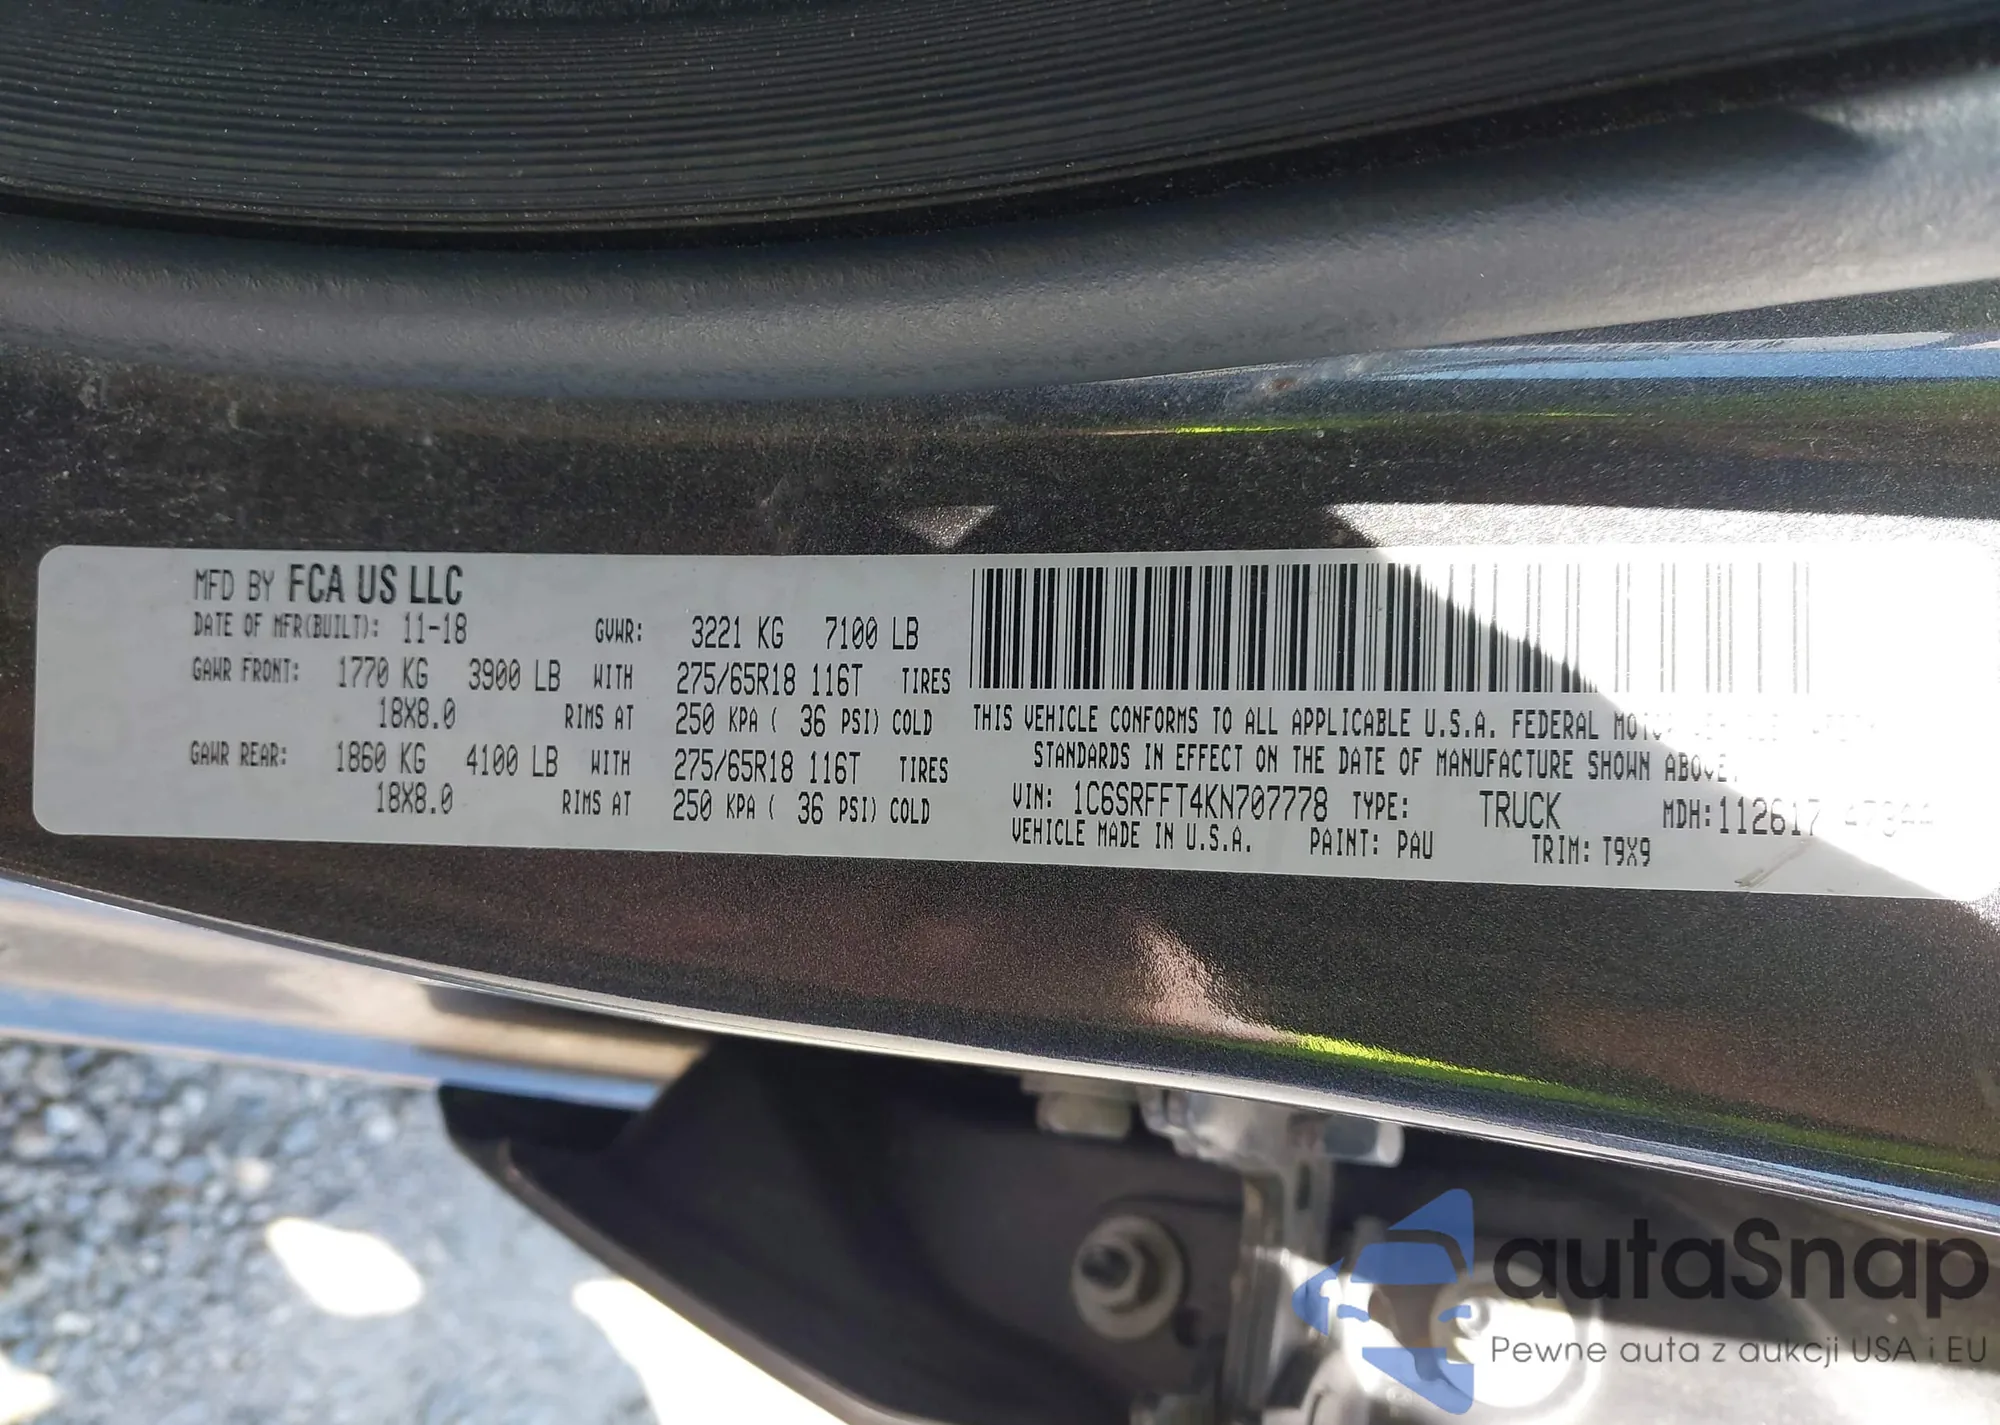 MFD BY FCA US LLC
DATE OF MFR(BUILT): 11-18 GVWR: 3221 KG 7100 LB
GAWR FRONT: 1770 KG 3900 LB WITH 275/65R18 116T TIRES
18X8.0 RIMS AT 250 KPA ( 36 PSI) COLD
GAWR REAR: 1860 KG 4100 LB WITH 275/65R18 116T TIRES
18X8.0 RIMS AT 250 KPA ( 36 PSI) COLD
THIS VEHICLE CONFORMS TO ALL APPLICABLE U.S.A. FEDERAL MOTOR VEHICLE
STANDARDS IN EFFECT ON THE DATE OF MANUFACTURE SHOWN ABOVE.
VIN: 1C6SRFFT4KN707778 TYPE: TRUCK MDH: 112617
VEHICLE MADE IN U.S.A. PAINT: PAU TRIM: T9X9
autaSnap
Pewne auta z aukcji USA i EU